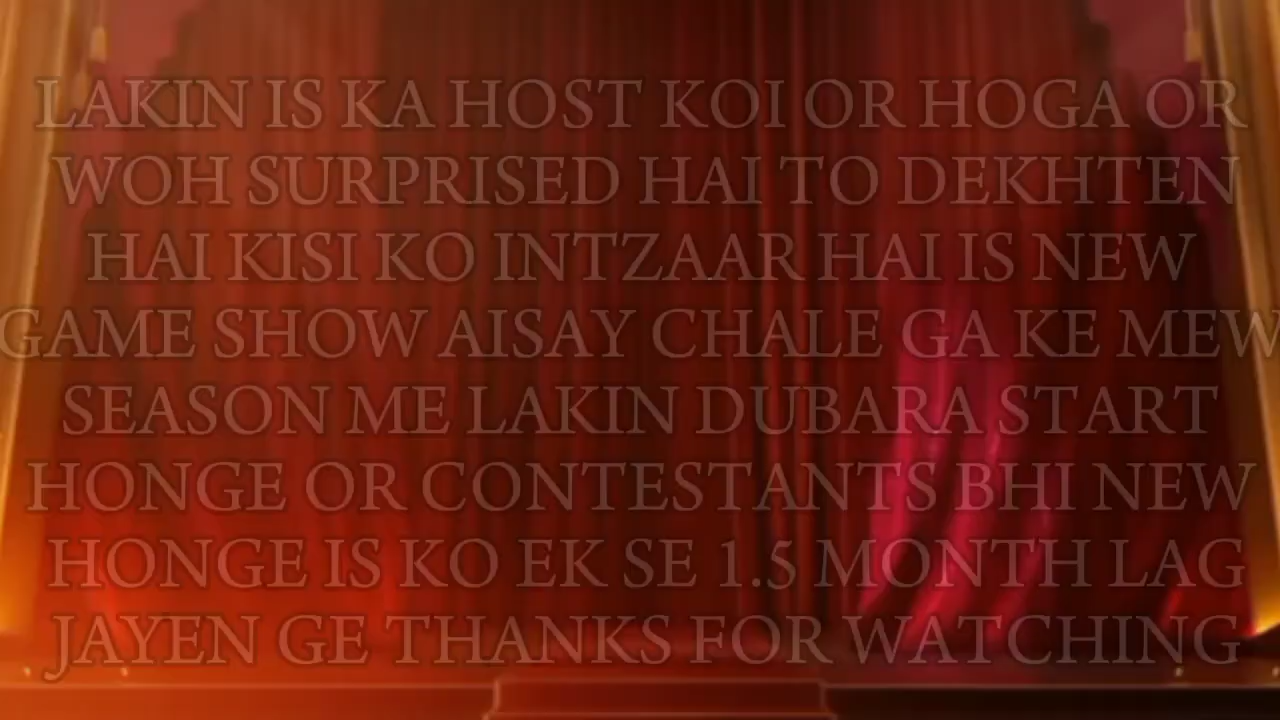 LAKIN IS KA HOST KOI OR HOGA OR
WOH SURPRISED HAI TO DEKHTEN
HAI KISI KO INTZAAR HAI IS NEW
GAME SHOW AISAY CHALE GA KE MEW
SEASON ME LAKIN DUBARA START
HONGE OR CONTESTANTS BHI NEW
HONGE IS KO EK SE 1.5 MONTH LAG
JAYEN GE THANKS FOR WATCHING